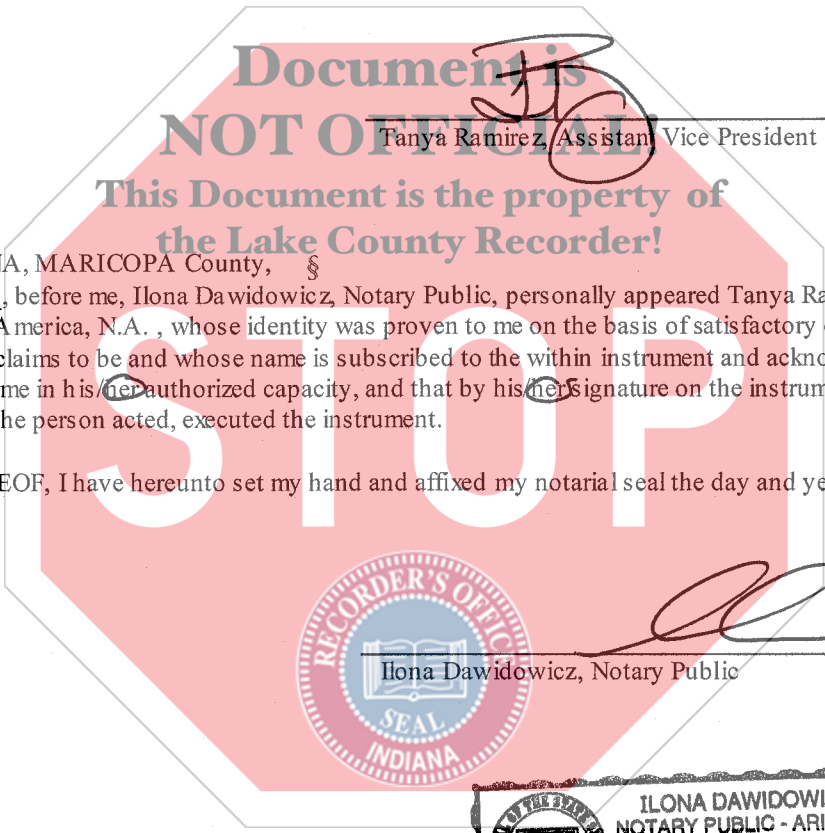 Document is
NOT OFFICIAL!
Tanya Ramirez, Assistant Vice President
This Document is the property of
the Lake County Recorder!
NA, MARICOPA County, §
, before me, Ilona Dawidowicz, Notary Public, personally appeared Tanya Ra
America, N.A. , whose identity was proven to me on the basis of satisfactory
claims to be and whose name is subscribed to the within instrument and ackno
me in his/her authorized capacity, and that by his/her signature on the instrum
he person acted, executed the instrument.
STOP
EOF, I have hereunto set my hand and affixed my notarial seal the day and ye
RECORDER'S OFFICE
SEAL
INDIANA
Ilona Dawidowicz, Notary Public
OF THE STATE
ILONA DAWIDOWI
NOTARY PUBLIC - ARI